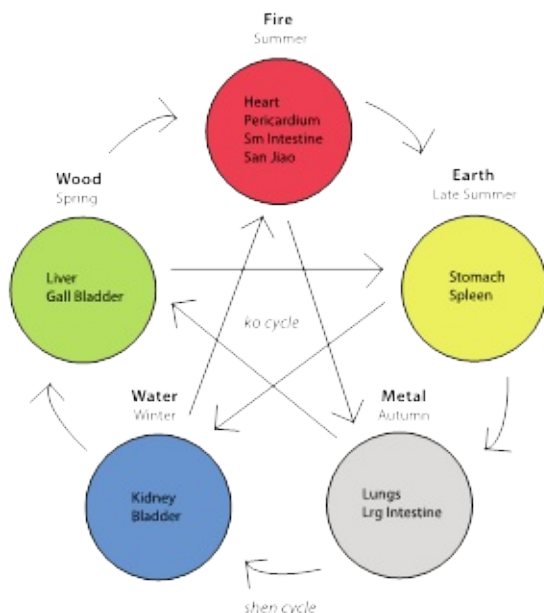 Fire
Summer
Heart
Pericardium
Sm Intestine
San Jiao
Wood
Spring
Earth
Late Summer
Liver
Gall Bladder
Stomach
Spleen
ko cycle
Water
Winter
Metal
Autumn
Kidney
Bladder
Lungs
Lrg Intestine
shen cycle